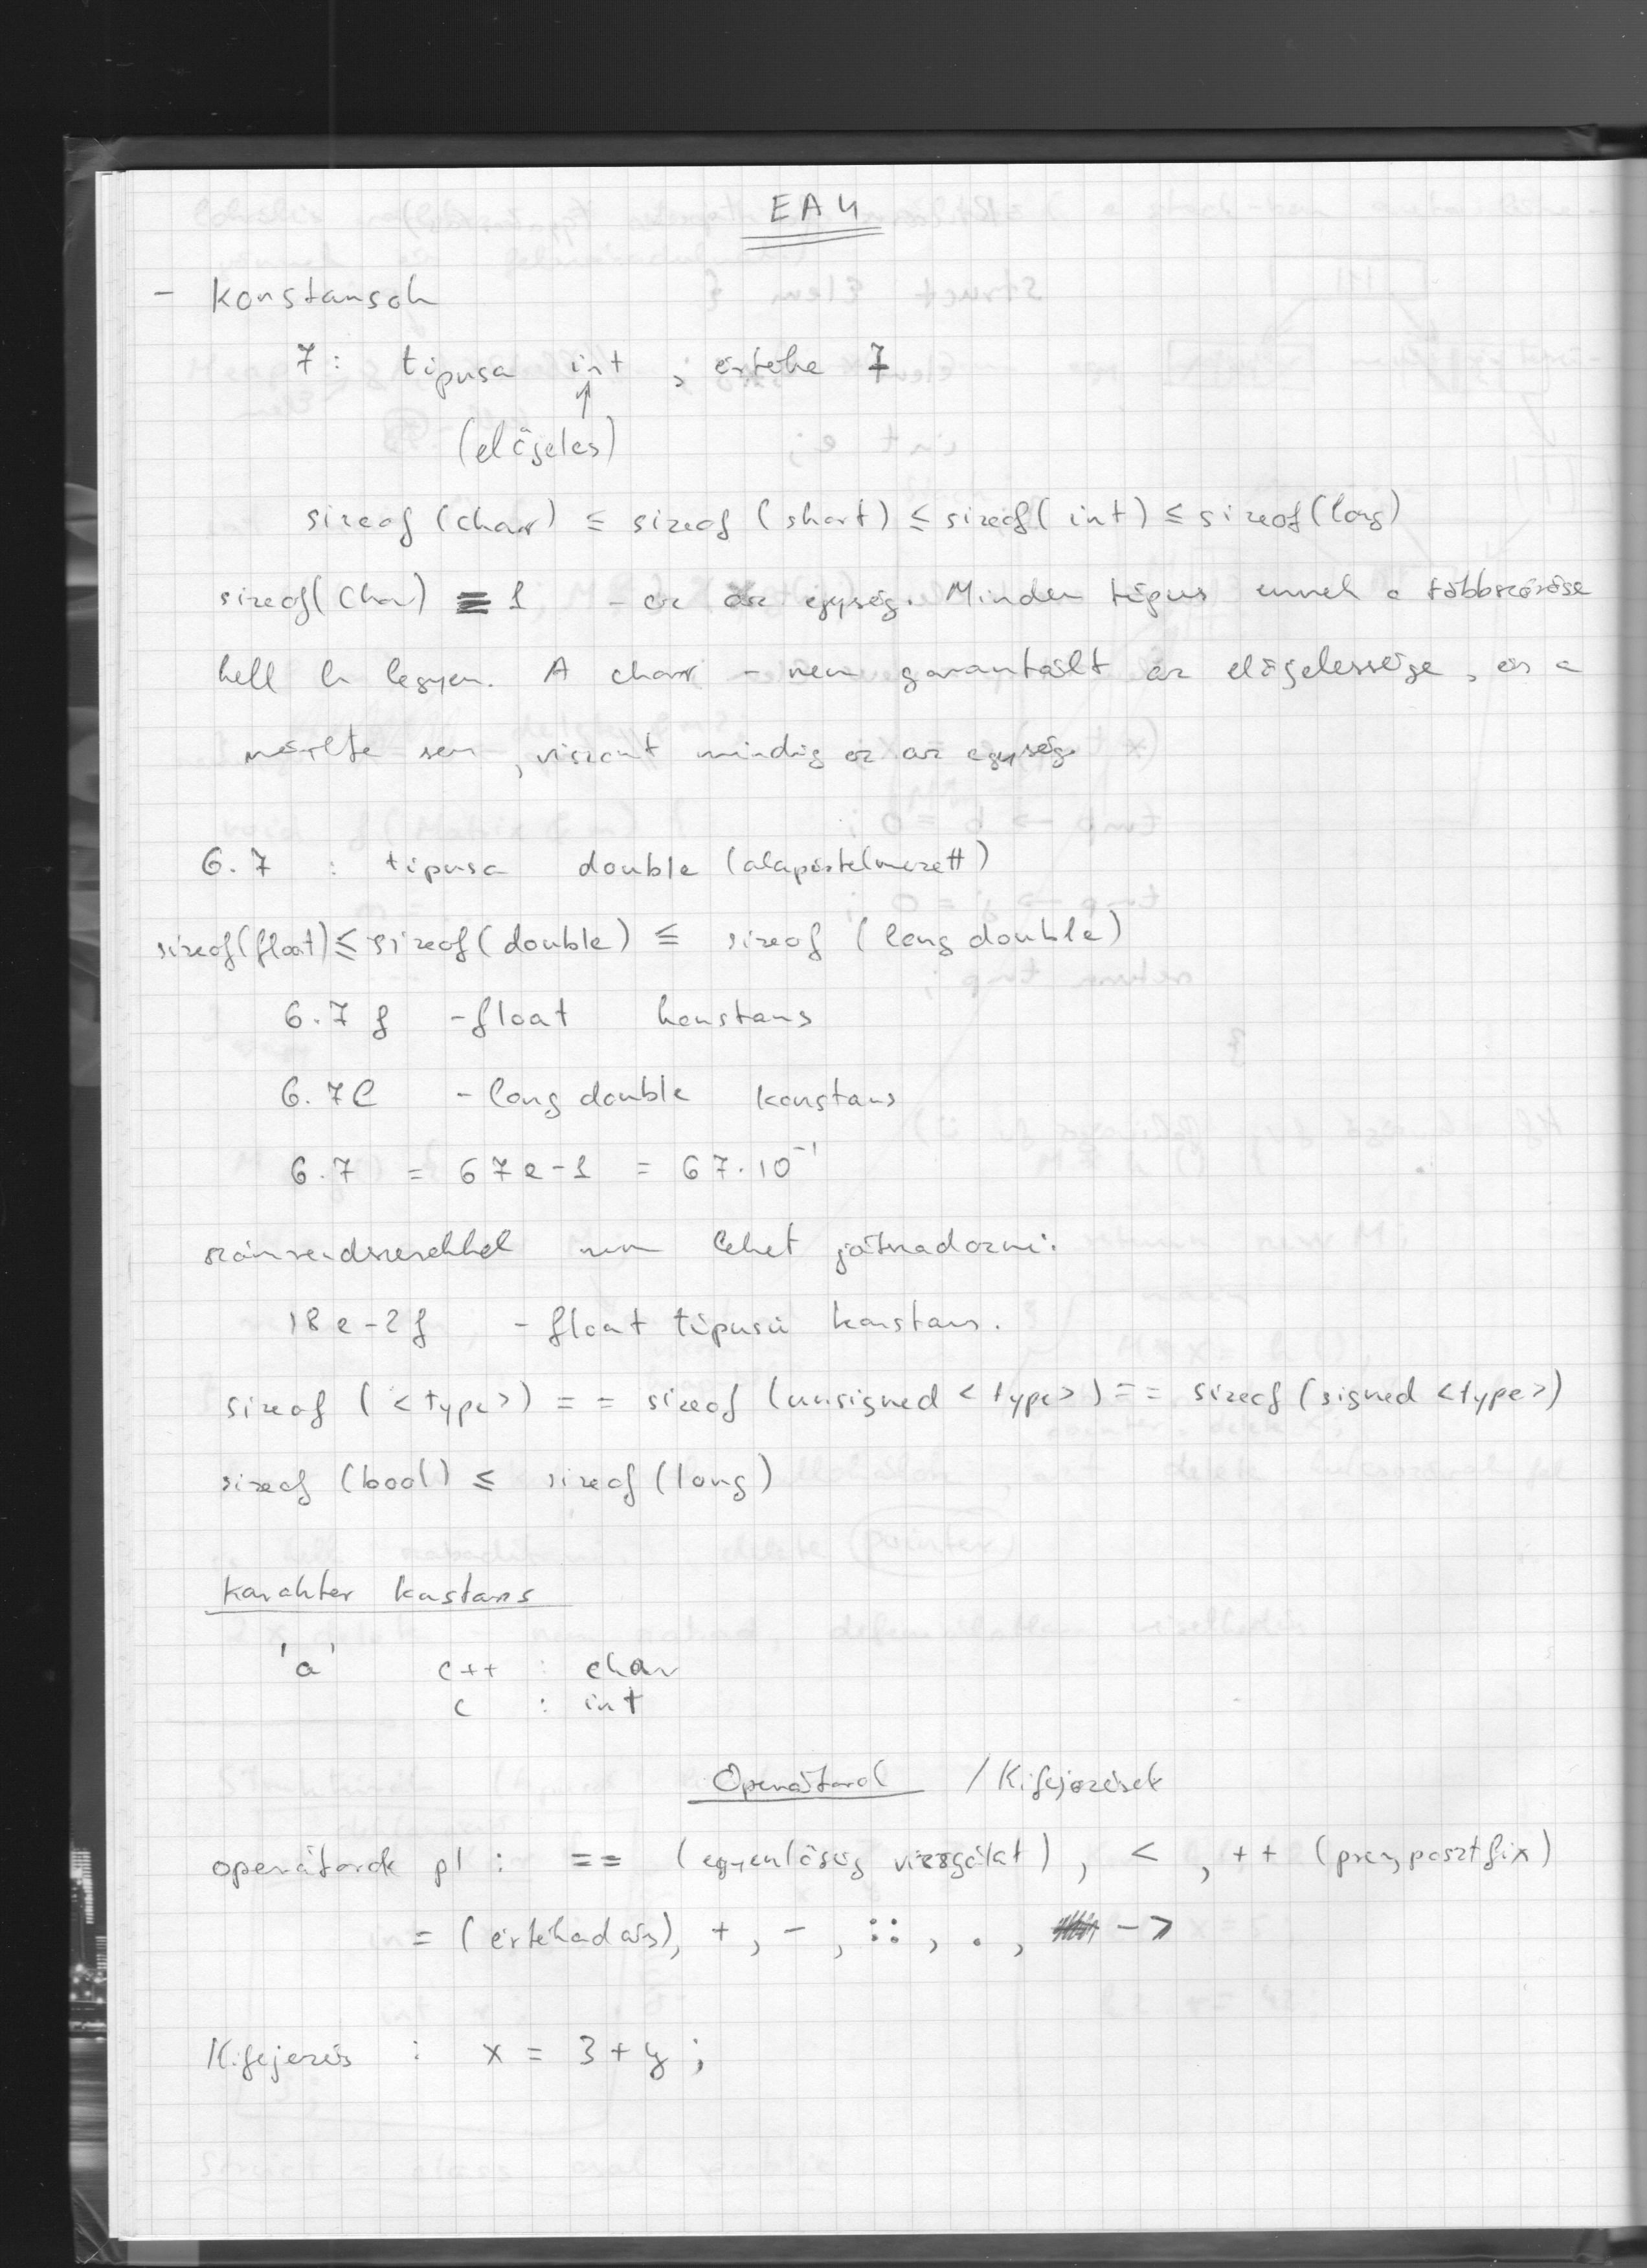 EA4
- Konstansok
7: típusa int , értéke 7
↑
(előjeles)
sizeof (char) ≤ sizeof (short) ≤ sizeof( int) ≤ sizeof(long)
sizeof(char) = 1 - ez az egység. Minden típus ennek a többszöröse
kell h legyen. A char - nem garantált az előjelessége, és a
mérete sem, viszont mindig ez az egység.
6.7 : típusa double (alapértelmezett)
sizeof(float) ≤ sizeof(double) ≤ sizeof (long double)
6.7 f - float konstans
6.7l - long double konstans
6.7 = 67e-1 = 67·10⁻¹
számrendszerekkel nem lehet játszadozni.
18e-2f - float típusú konstans.
sizeof (<type>) == sizeof (unsigned <type>) == sizeof (signed <type>)
sizeof (bool) ≤ sizeof (long)
Karakter kostans
'a' c++ : char
c : int
Operátorok / Kifejezések
operátorok pl : == (egyenlőség vizsgálat), < , ++ (pre, posztfix)
= (értékadás), + , - , :: , . , ->
Kifejezés : x = 3 + y ;